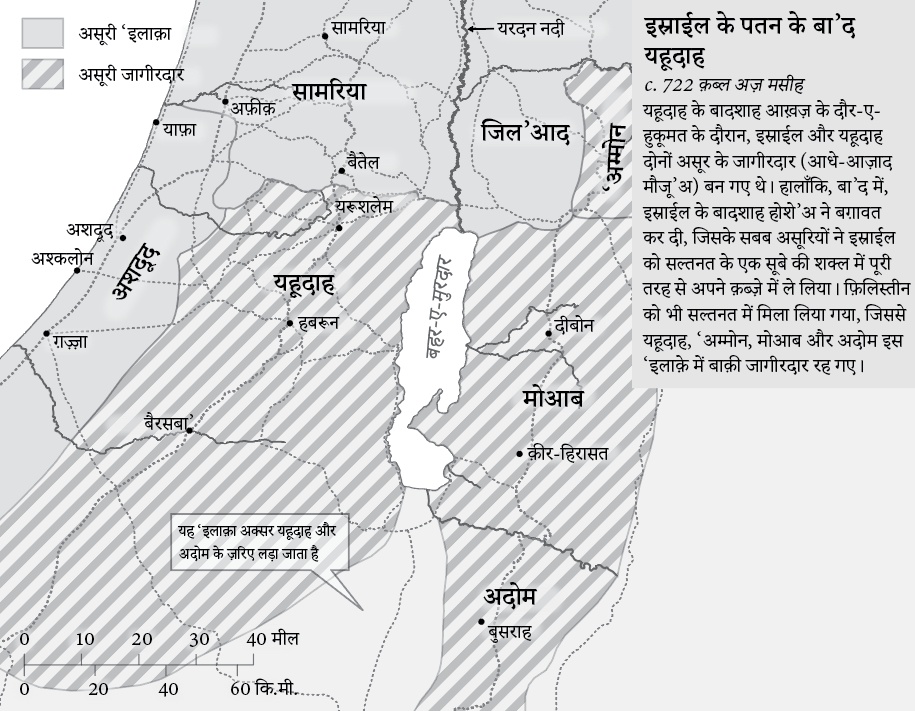 असूरी ‘इलाक़ा
असूरी जागीरदार
सामरिया
यरदन नदी
सामरिया
अफ़ीक़
याफ़ा
जिल’आद
‘अम्मोन
बैतेल
यरूशलेम
अशदूद
अश्कलोन
अशदूद
यहूदाह
बहर-ए-मुरदार
हबरून
गज़्ज़ा
दीबोन
मोआब
बैरसबा’
क़ीर-हिरासत
यह ‘इलाक़ा अक्सर यहूदाह और
अदोम के ज़रिए लड़ा जाता है
अदोम
बुसराह
0 10 20 30 40 मील
0 20 40 60 कि.मी.
इस्राईल के पतन के बा’द
यहूदाह
c. 722 क़ब्ल अज़ मसीह
यहूदाह के बादशाह आख़ज़ के दौर-ए-
हुकूमत के दौरान, इस्राईल और यहूदाह
दोनों असूर के जागीरदार (आधे-आज़ाद
मौजू’अ) बन गए थे। हालाँकि, बा’द में,
इस्राईल के बादशाह होशे’अ ने बग़ावत
कर दी, जिसके सबब असूरियों ने इस्राईल
को सल्तनत के एक सूबे की शक्ल में पूरी
तरह से अपने क़ब्ज़े में ले लिया। फ़िलिस्तीन
को भी सल्तनत में मिला लिया गया, जिससे
यहूदाह, ‘अम्मोन, मोआब और अदोम इस
‘इलाक़े में बाक़ी जागीरदार रह गए।